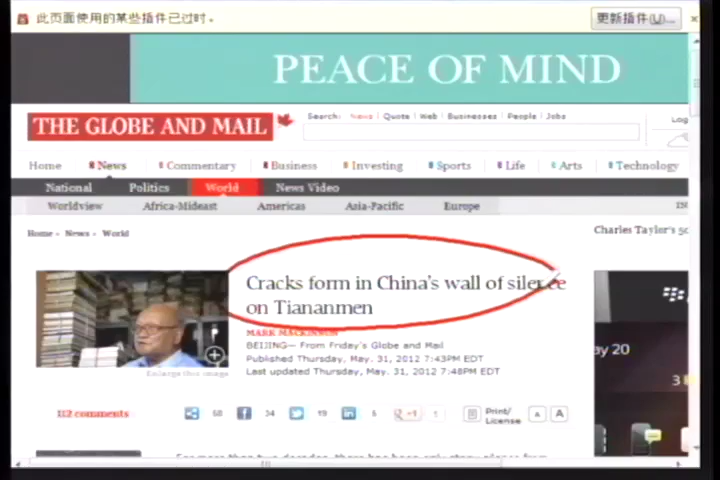 此页面使用的某些插件已过时。 更新插件(U)...
PEACE OF MIND
THE GLOBE AND MAIL
Search: News Quote Web Businesses People Jobs
Log
Home News Commentary Business Investing Sports Life Arts Technology
National Politics World News Video
Worldview Africa-Mideast Americas Asia-Pacific Europe
Home » News » World
Charles Taylor's 50
Cracks form in China's wall of silence
on Tiananmen
MARK MACKINNON
BEIJING— From Friday's Globe and Mail
Published Thursday, May. 31, 2012 7:43PM EDT
Last updated Thursday, May. 31, 2012 7:48PM EDT
Enlarge this image
ay 20
112 comments
34
19
+1
Print/
License
A A